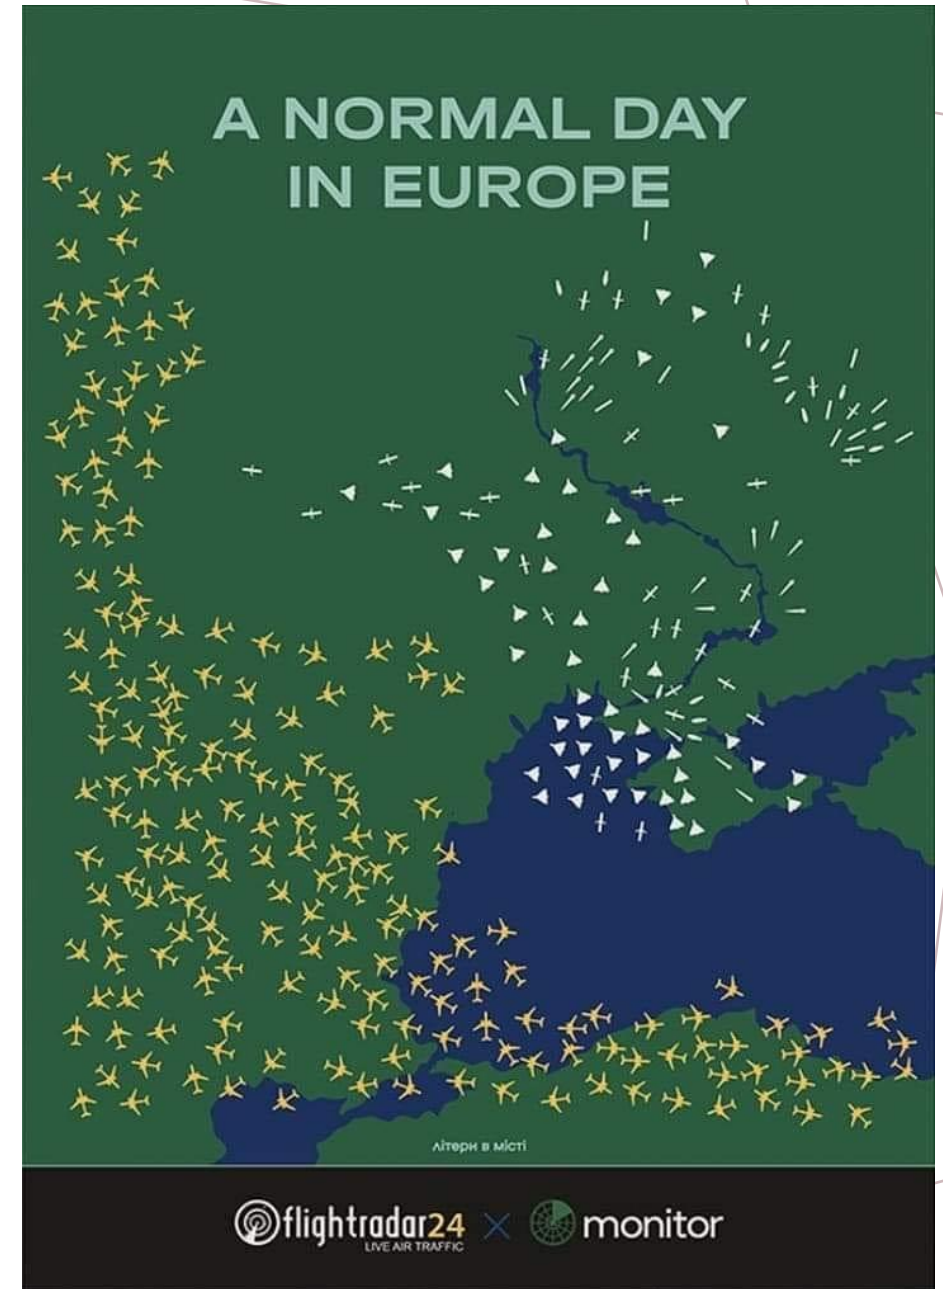 A NORMAL DAY
IN EUROPE
літери в місті
flightradar24
LIVE AIR TRAFFIC
monitor